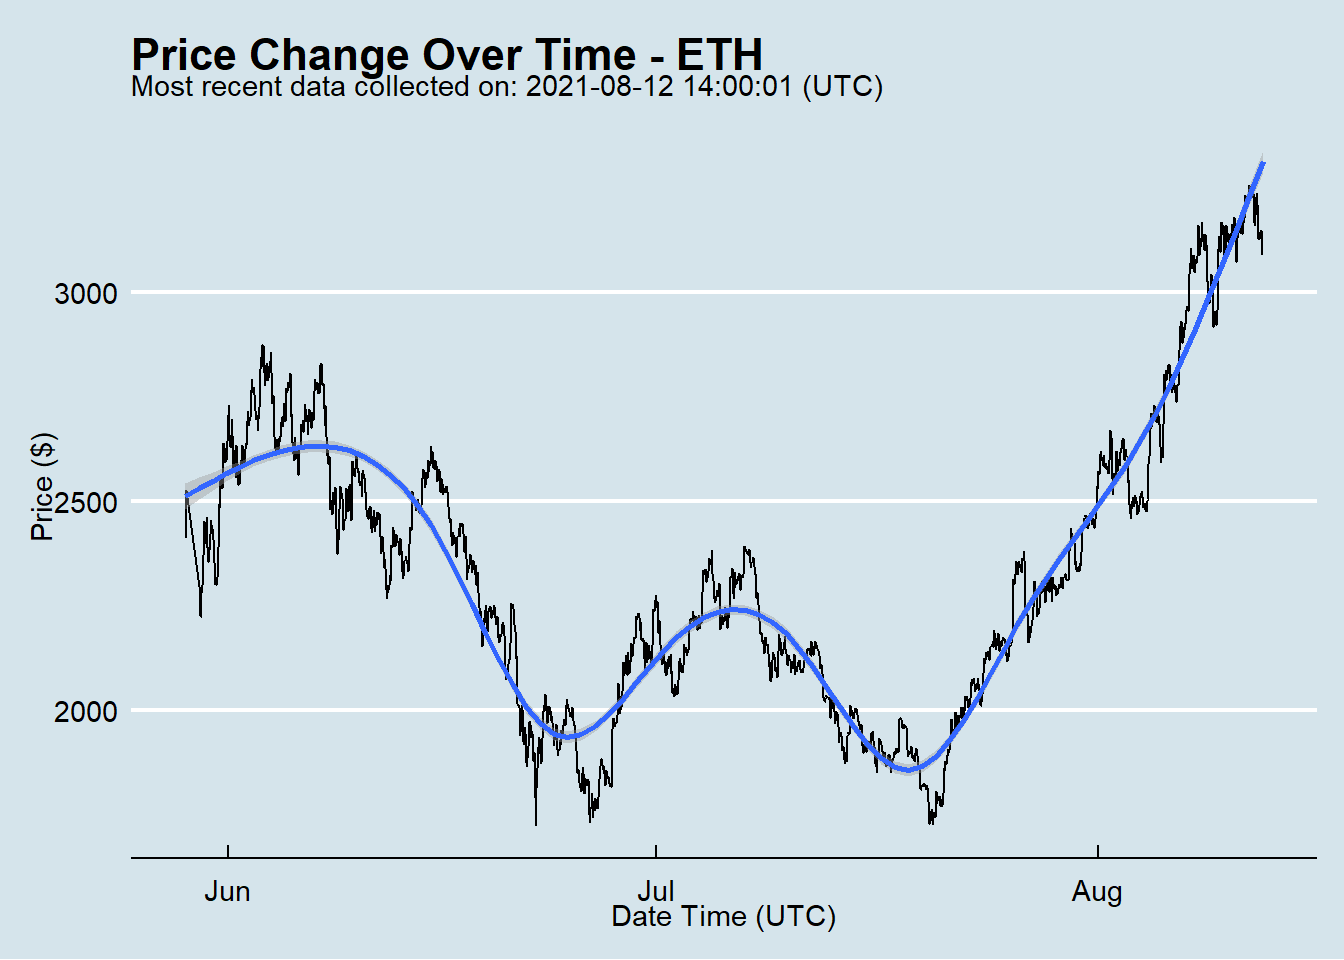 Price Change Over Time - ETH
Most recent data collected on: 2021-08-12 14:00:01 (UTC)
Price ($)
3000
2500
2000
Jun
Jul
Aug
Date Time (UTC)